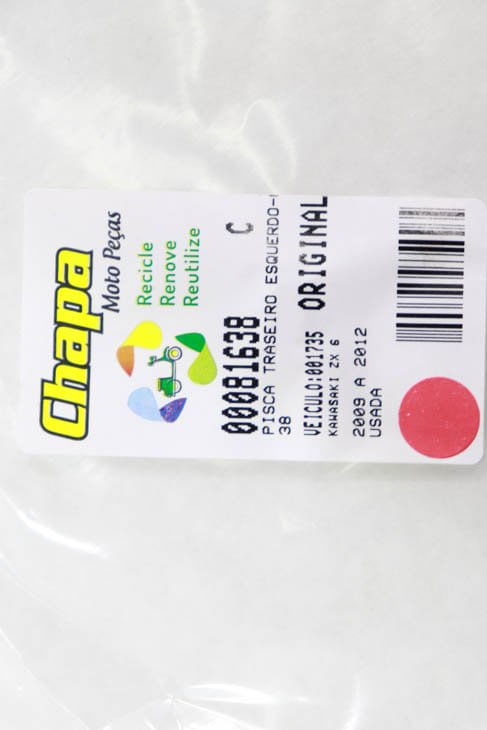 Chapa
Moto Peças
Recicle
Renove
Reutilize
00081638 C
PISCA TRASEIRO ESQUERDO-
38
VEICULO:001735 ORIGINAL
KAWASAKI ZX 6
2009 A 2012
USADA